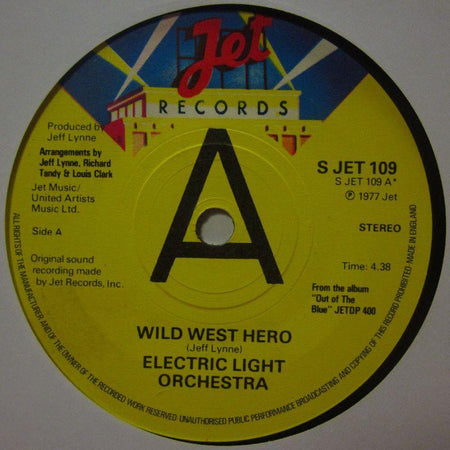 Jet
RECORDS
Produced by
Jeff Lynne
Arrangements by
Jeff Lynne, Richard
Tandy & Louis Clark
Jet Music/
United Artists
Music Ltd.
Side A
Original sound
recording made
by Jet Records, Inc.
A
S JET 109
S JET 109 A*
Ⓟ 1977 Jet
STEREO
Time: 4.38
From the album
"Out of The
Blue" JETDP 400
WILD WEST HERO
(Jeff Lynne)
ELECTRIC LIGHT
ORCHESTRA
ALL RIGHTS OF THE MANUFACTURER AND OF THE OWNER OF THE RECORDED WORK RESERVED · UNAUTHORISED PUBLIC PERFORMANCE BROADCASTING AND COPYING OF THIS RECORD PROHIBITED · MADE IN ENGLAND